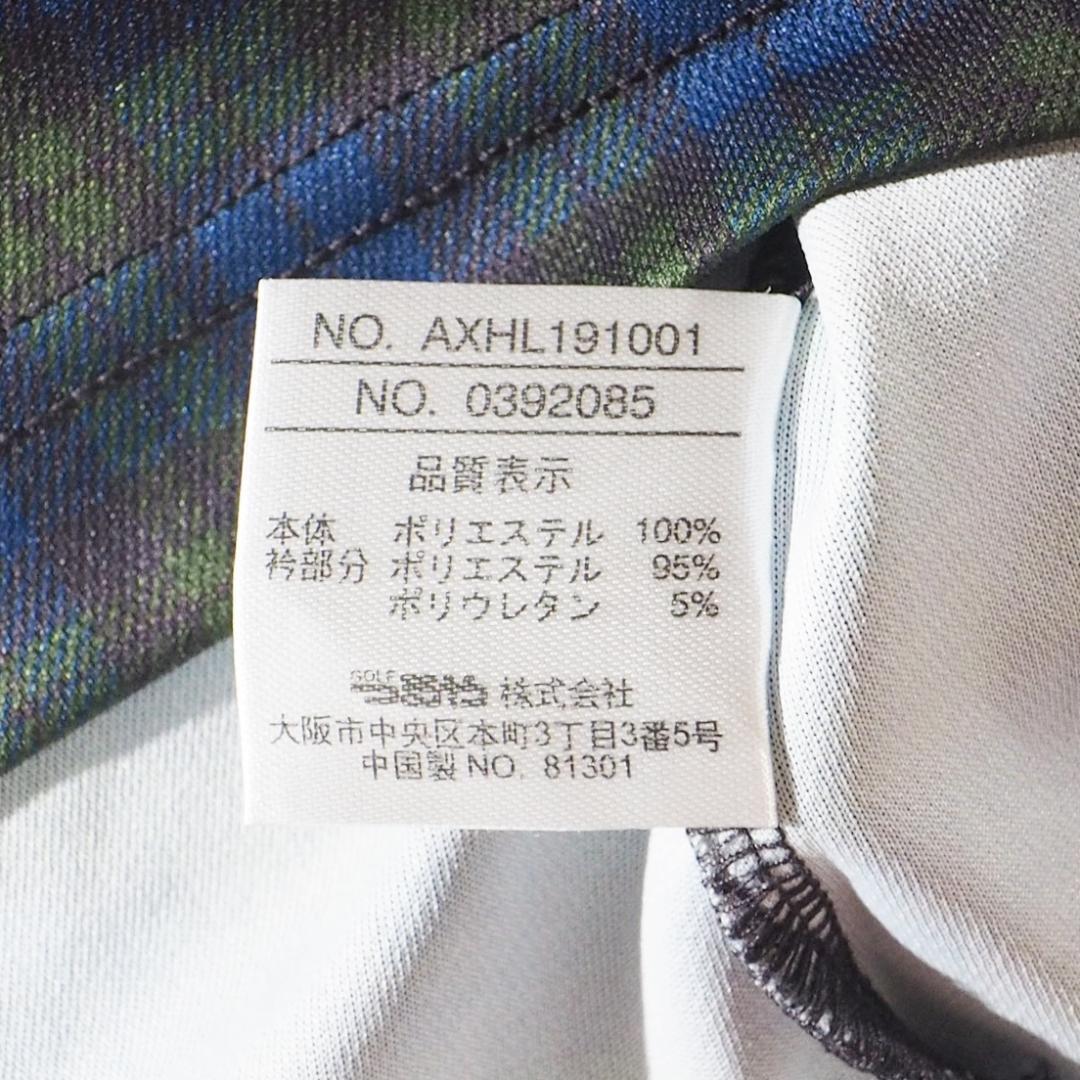 NO. AXHL191001
NO. 0392085
品質表示
本体 ポリエステル 100%
衿部分 ポリエステル 95%
ポリウレタン 5%
GOLF 株式会社
大阪市中央区本町3丁目3番5号
中国製 NO. 81301